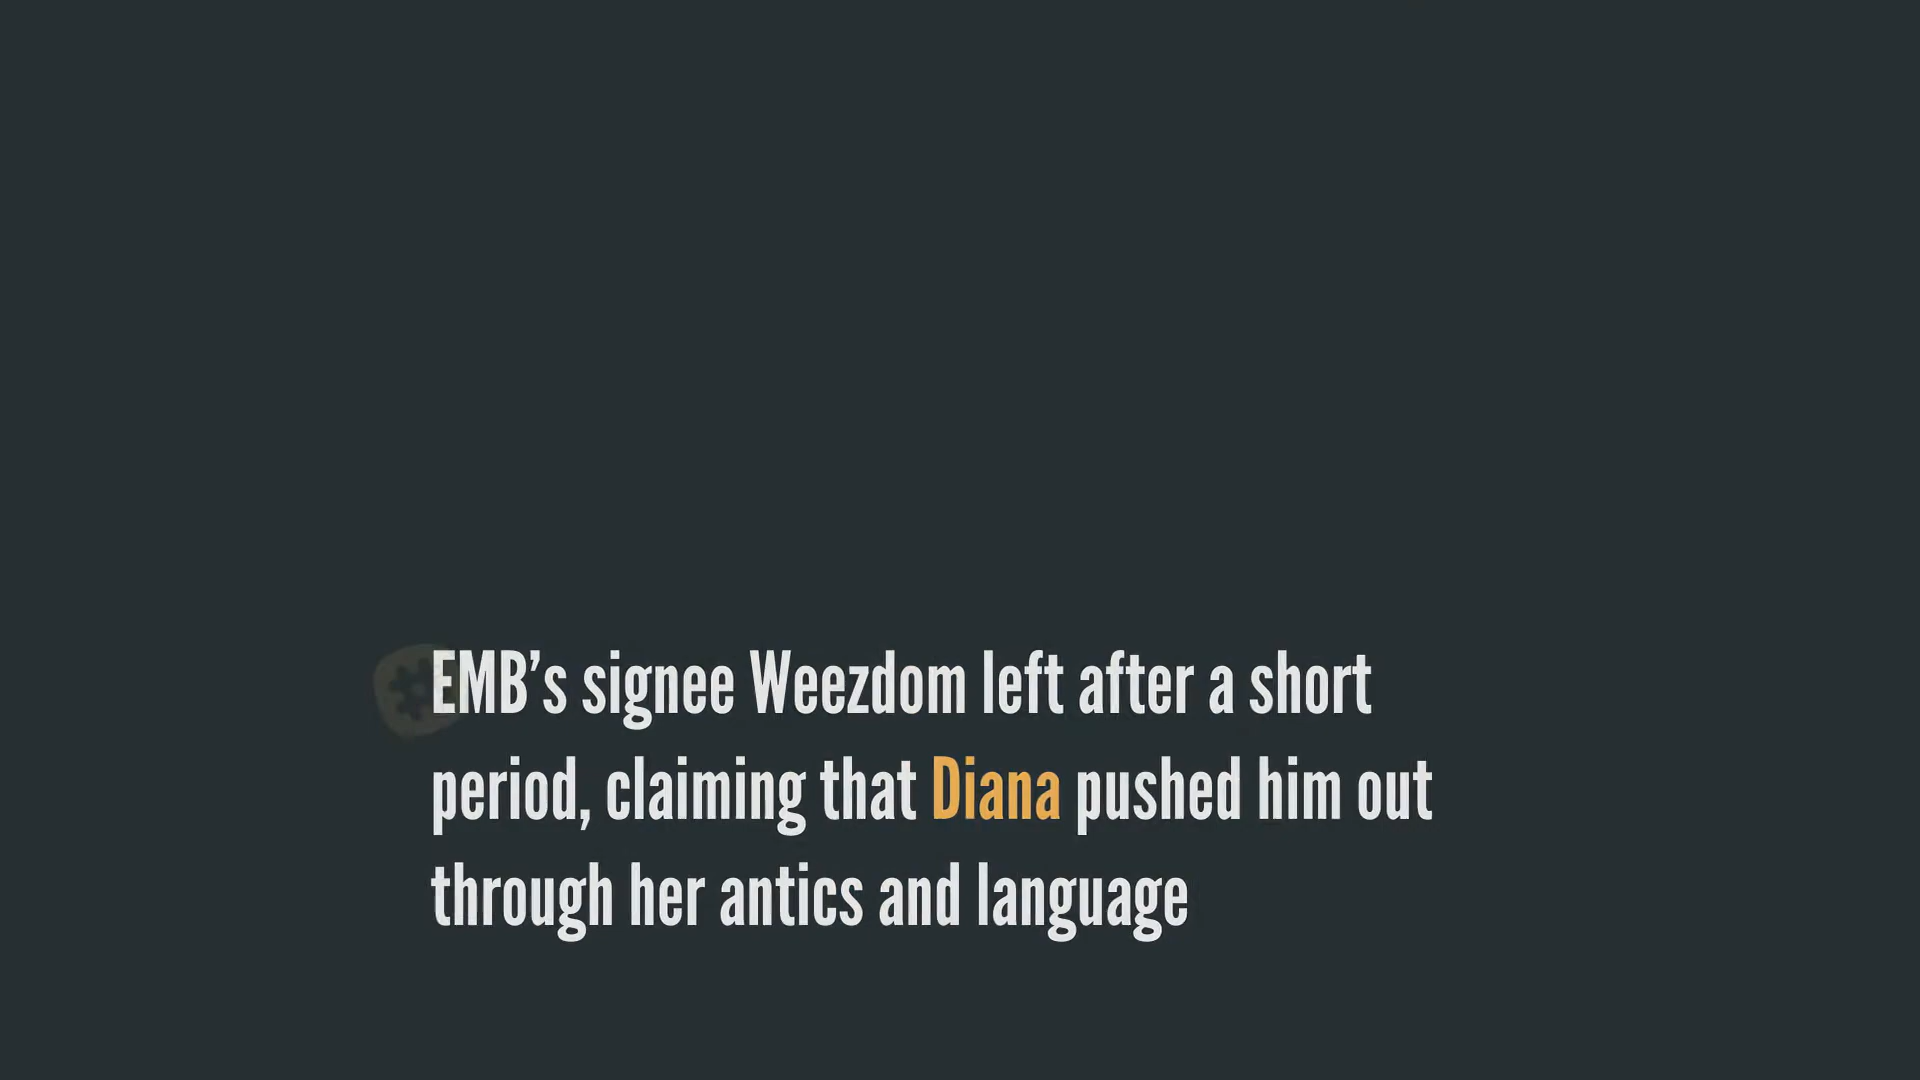 EMB’s signee Weezdom left after a short
period, claiming that Diana pushed him out
through her antics and language